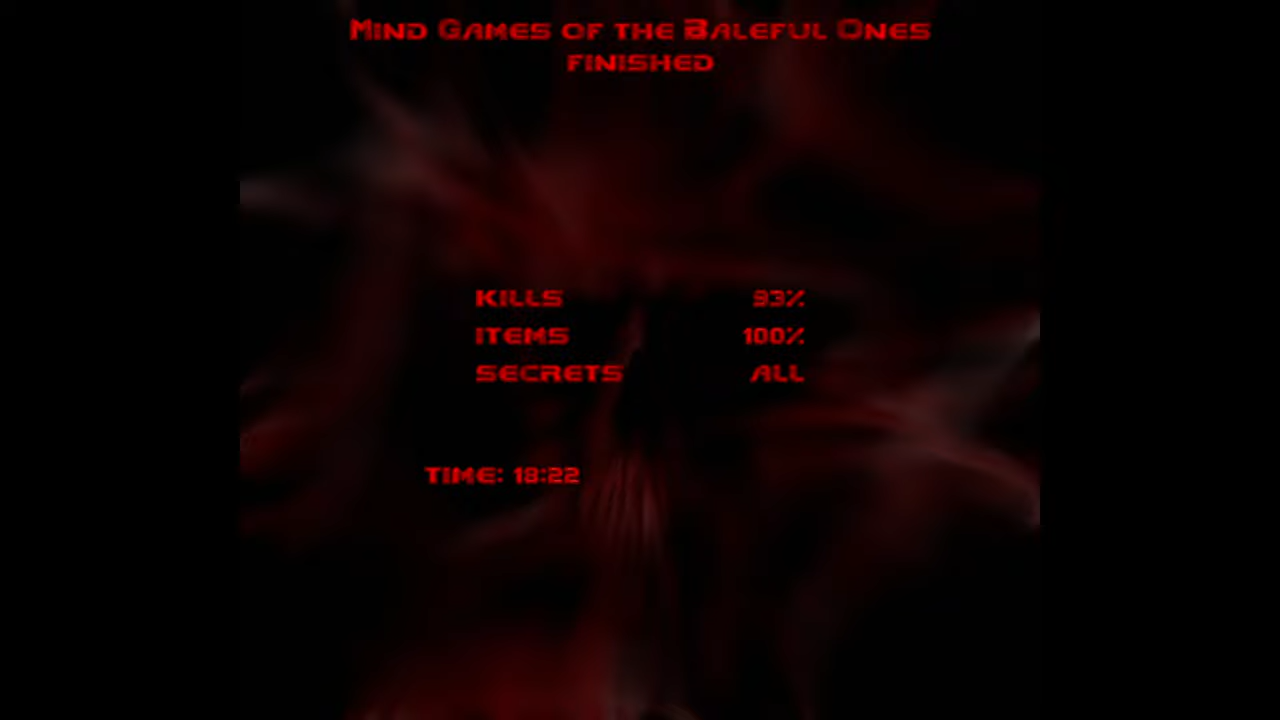 Mind Games of the Baleful Ones
FINISHED
KILLS 93%
ITEMS 100%
SECRETS ALL
TIME: 18:22